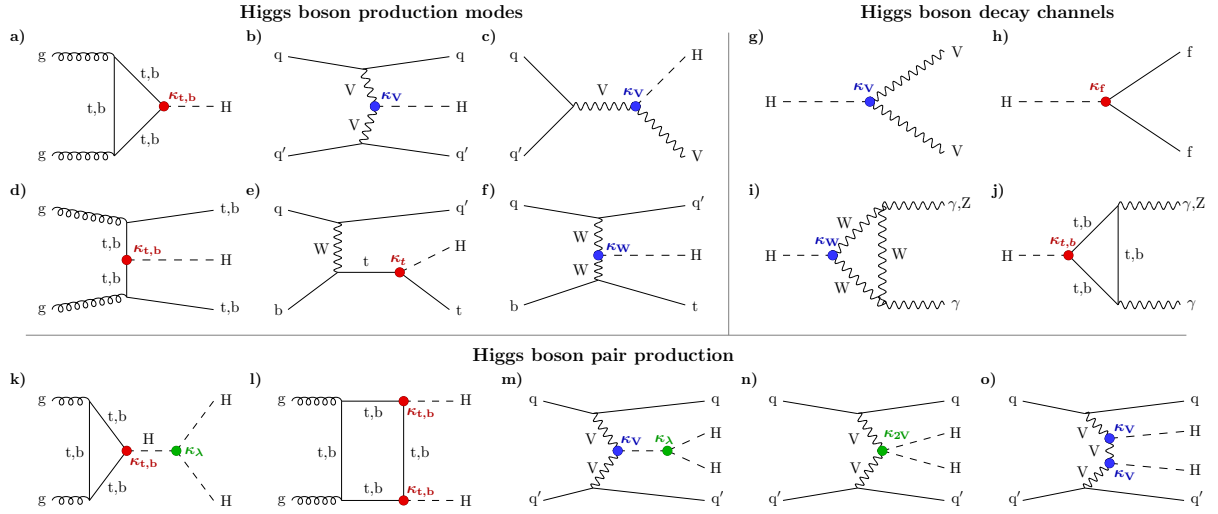 Higgs boson production modes
Higgs boson decay channels
a)
g
g
t,b
t,b
t,b
κt,b
H
b)
q
q′
V
V
κV
q
H
q′
c)
q
q′
V
κV
H
V
g)
H
κV
V
V
h)
H
κf
f
f
d)
g
g
t,b
t,b
κt,b
t,b
H
t,b
e)
q
b
W
t
κt
q′
H
t
f)
q
b
W
W
κW
q′
H
t
i)
H
κW
W
W
W
γ,Z
γ
j)
H
κt,b
t,b
t,b
t,b
γ,Z
γ
Higgs boson pair production
k)
g
g
t,b
t,b
t,b
H
κt,b
κλ
H
H
l)
g
g
t,b
t,b
t,b
t,b
κt,b
κt,b
H
H
m)
q
q′
V
V
κV
κλ
q
H
H
q′
n)
q
q′
V
V
κ2V
q
H
H
q′
o)
q
q′
V
V
V
κV
κV
q
H
H
q′